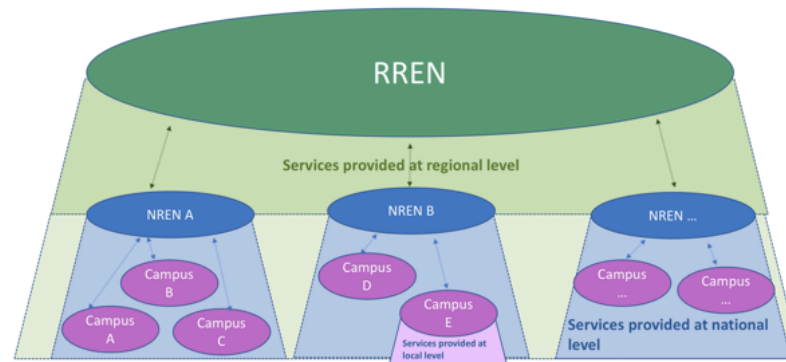 RREN
Services provided at regional level
NREN A
NREN B
NREN ...
Campus
B
Campus
A
Campus
C
Campus
D
Campus
E
Services provided at
local level
Campus
...
Campus
...
Services provided at national
level